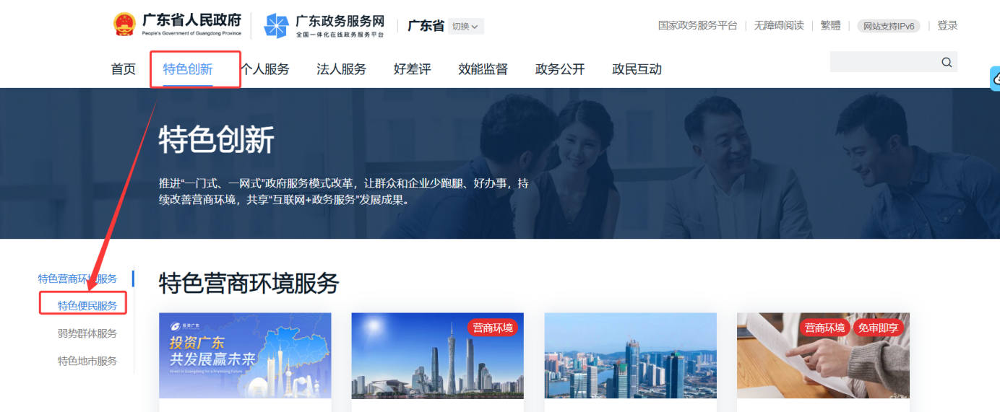 广东省人民政府
People's Government of Guangdong Province
广东政务服务网
全国一体化在线政务服务平台
广东省 切换
国家政务服务平台 无障碍阅读 繁體 网站支持IPv6 登录
首页 特色创新 个人服务 法人服务 好差评 效能监督 政务公开 政民互动
特色创新
推进“一门式、一网式”政府服务模式改革，让群众和企业少跑腿、好办事，持
续改善营商环境，共享“互联网+政务服务”发展成果。
特色营商环境服务
特色便民服务
弱势群体服务
特色地市服务
特色营商环境服务
投资广东
投资广东
共发展赢未来
Invest in Guangdong for a Promising Future
营商环境
营商环境 免审即享